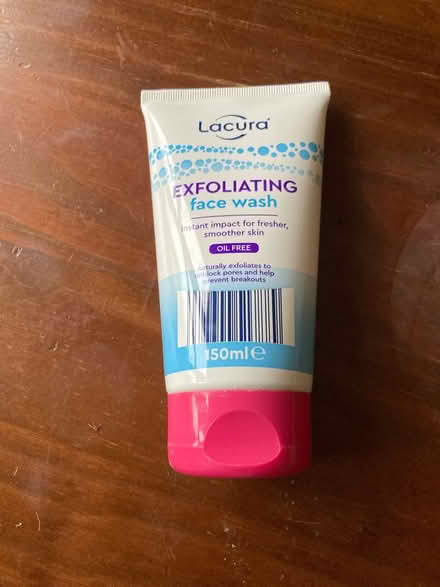 Lacura®
EXFOLIATING
face wash
instant impact for fresher,
smoother skin
OIL FREE
Naturally exfoliates to
unblock pores and help
prevent breakouts
150ml ℮